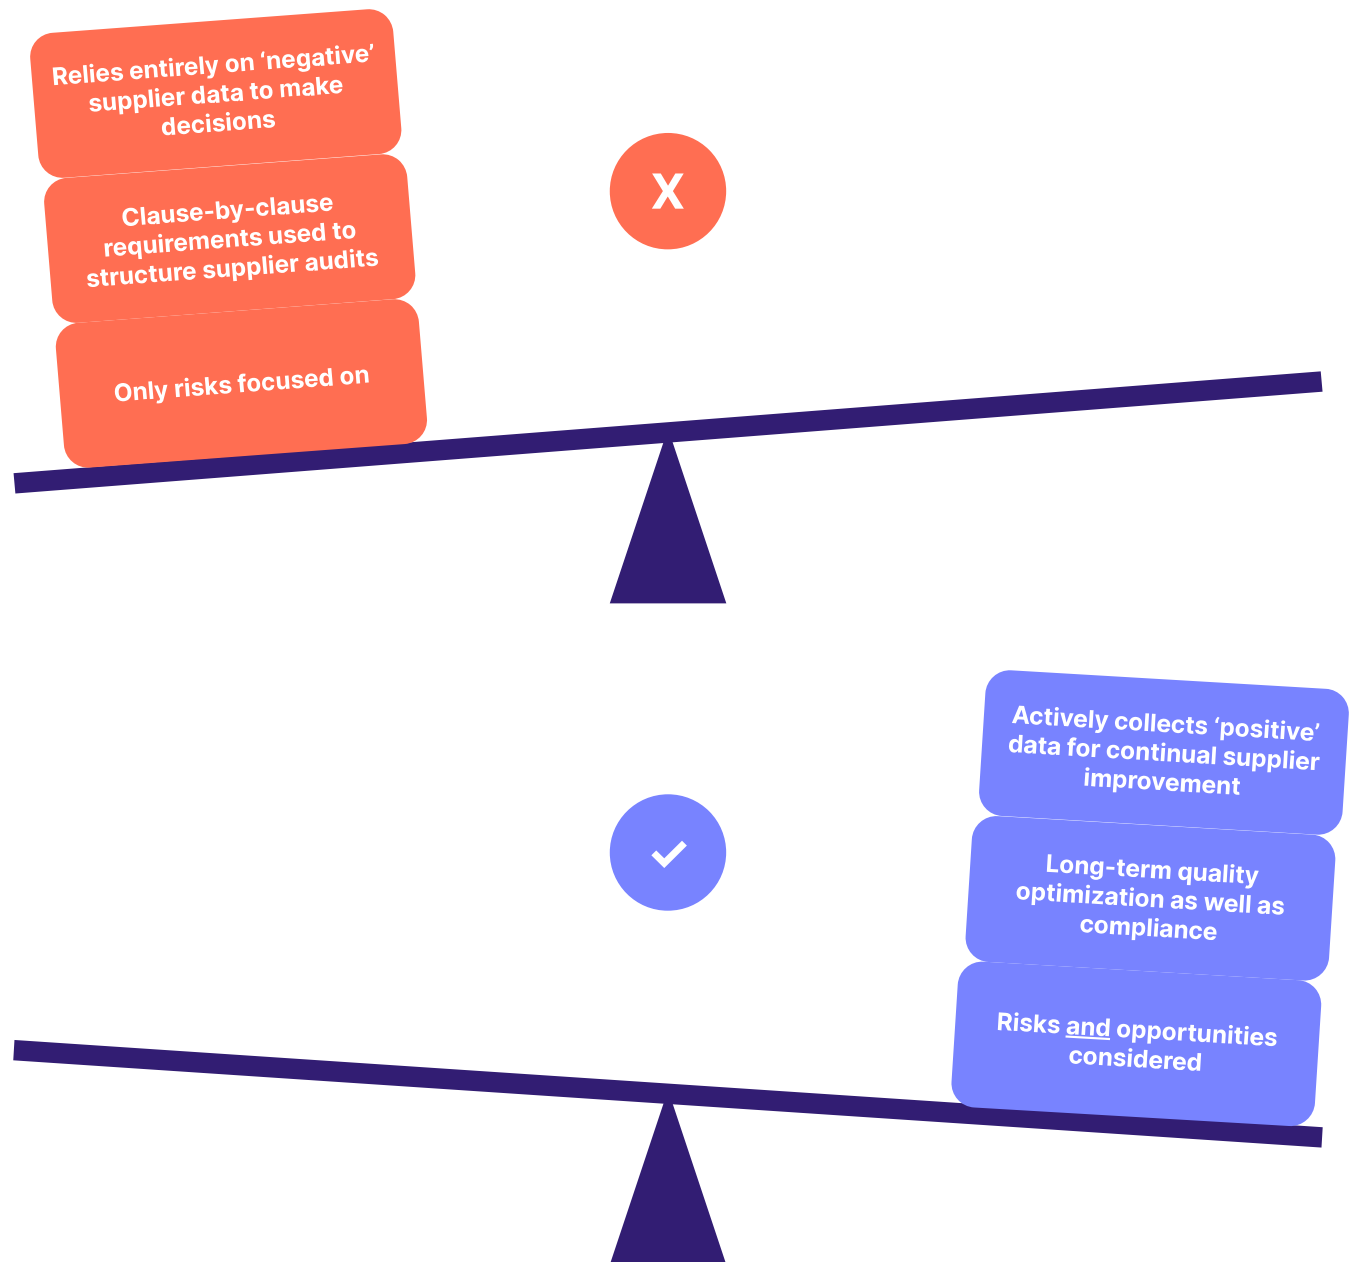 Relies entirely on ‘negative’
supplier data to make
decisions
Clause-by-clause
requirements used to
structure supplier audits
Only risks focused on
X
Actively collects ‘positive’
data for continual supplier
improvement
Long-term quality
optimization as well as
compliance
Risks and opportunities
considered